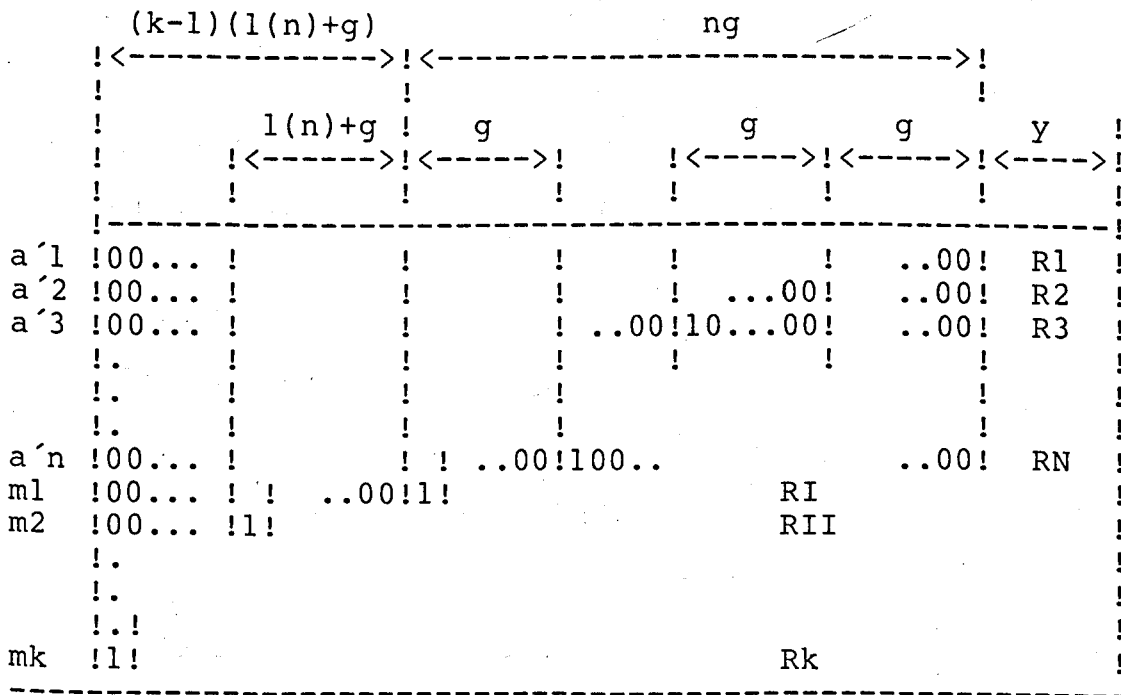 (k-1)(l(n)+g) ng
!<-------------->!<--------------------------->!
! ! !
! l(n)+g ! g g g y !
! !<------>!<----->! !<----->!<----->!<---->!
! ! ! ! ! ! ! !
!--------------------------------------------------!
a´1 !00... ! ! ! ! ! ..00! R1 !
a´2 !00... ! ! ! ! ...00! ..00! R2 !
a´3 !00... ! ! ! ..00!10...00! ..00! R3 !
!. ! ! ! ! ! ! !
!. ! ! ! ! !
!. ! ! ! ! !
a´n !00... ! ! ! ..00!100.. ..00! RN !
m1 !00... ! ! ..00!1! RI !
m2 !00... !1! RII !
!. !
!. !
!.! !
mk !1! Rk !
------------------------------------------------------